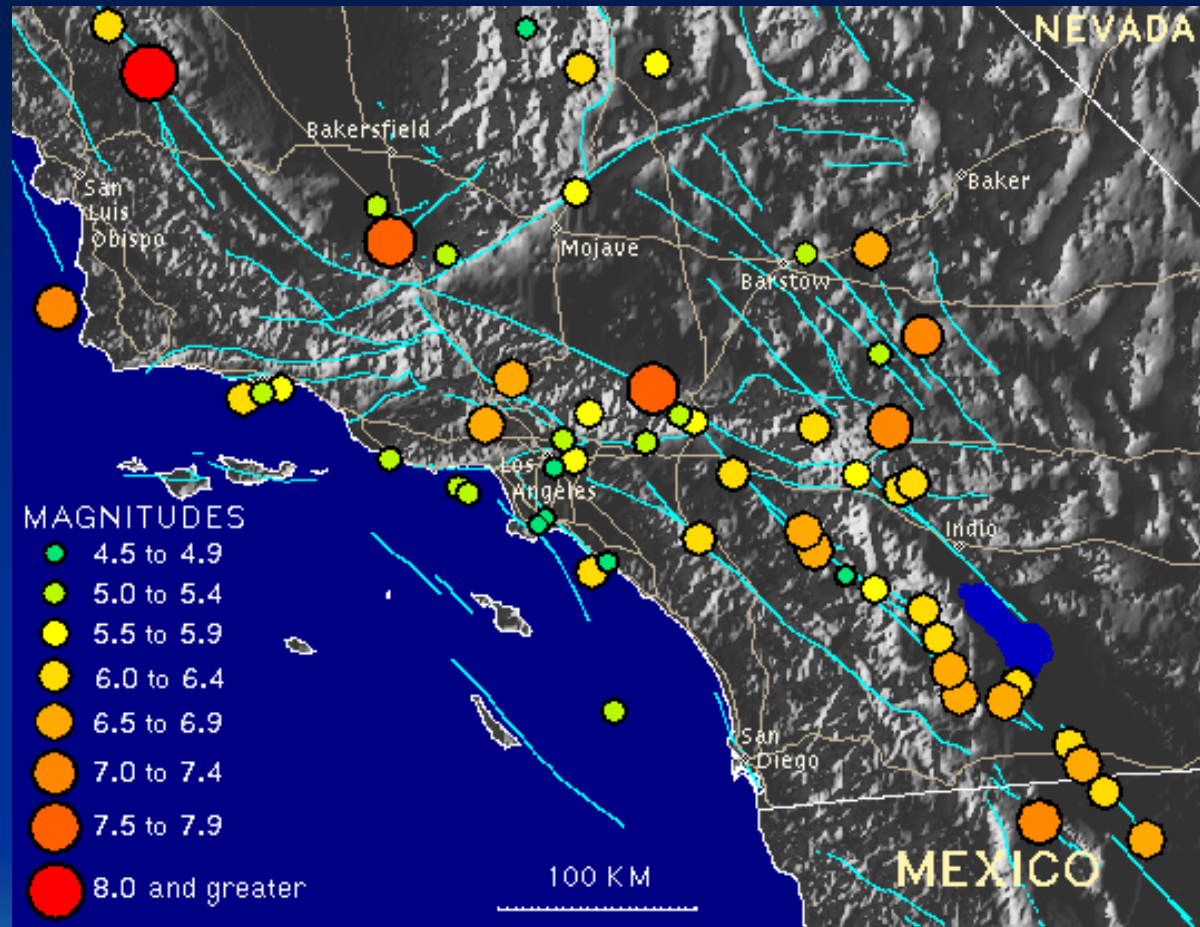 NEVADA
Bakersfield
Baker
San
Luis
Obispo
Mojave
Barstow
Los
Angeles
MAGNITUDES
4.5 to 4.9
5.0 to 5.4
5.5 to 5.9
6.0 to 6.4
6.5 to 6.9
7.0 to 7.4
7.5 to 7.9
8.0 and greater
Indio
San
Diego
100 KM
MEXICO